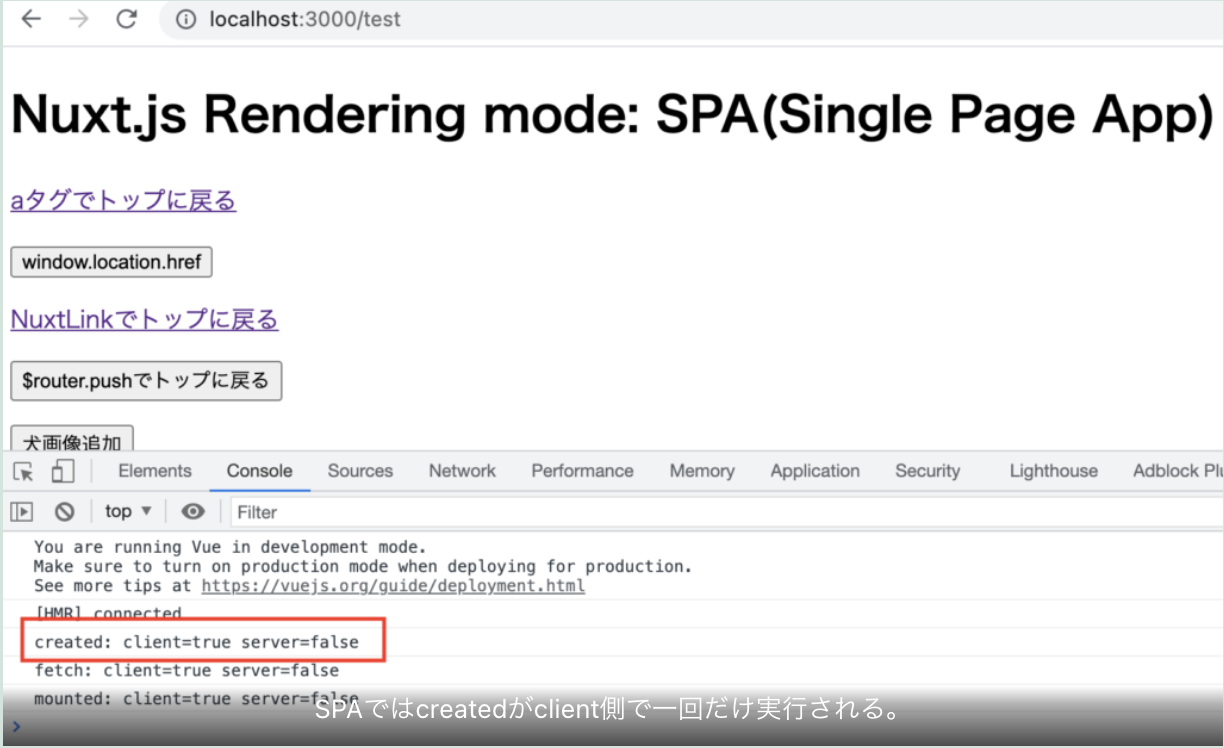 localhost:3000/test
Nuxt.js Rendering mode: SPA(Single Page App)
aタグでトップに戻る
window.location.href
NuxtLinkでトップに戻る
$router.pushでトップに戻る
犬画像追加
Elements Console Sources Network Performance Memory Application Security Lighthouse Adblock Plu
top Filter
You are running Vue in development mode.
Make sure to turn on production mode when deploying for production.
See more tips at https://vuejs.org/guide/deployment.html
[HMR] connected
created: client=true server=false
fetch: client=true server=false
mounted: client=true server=false
SPAではcreatedがclient側で一回だけ実行される。